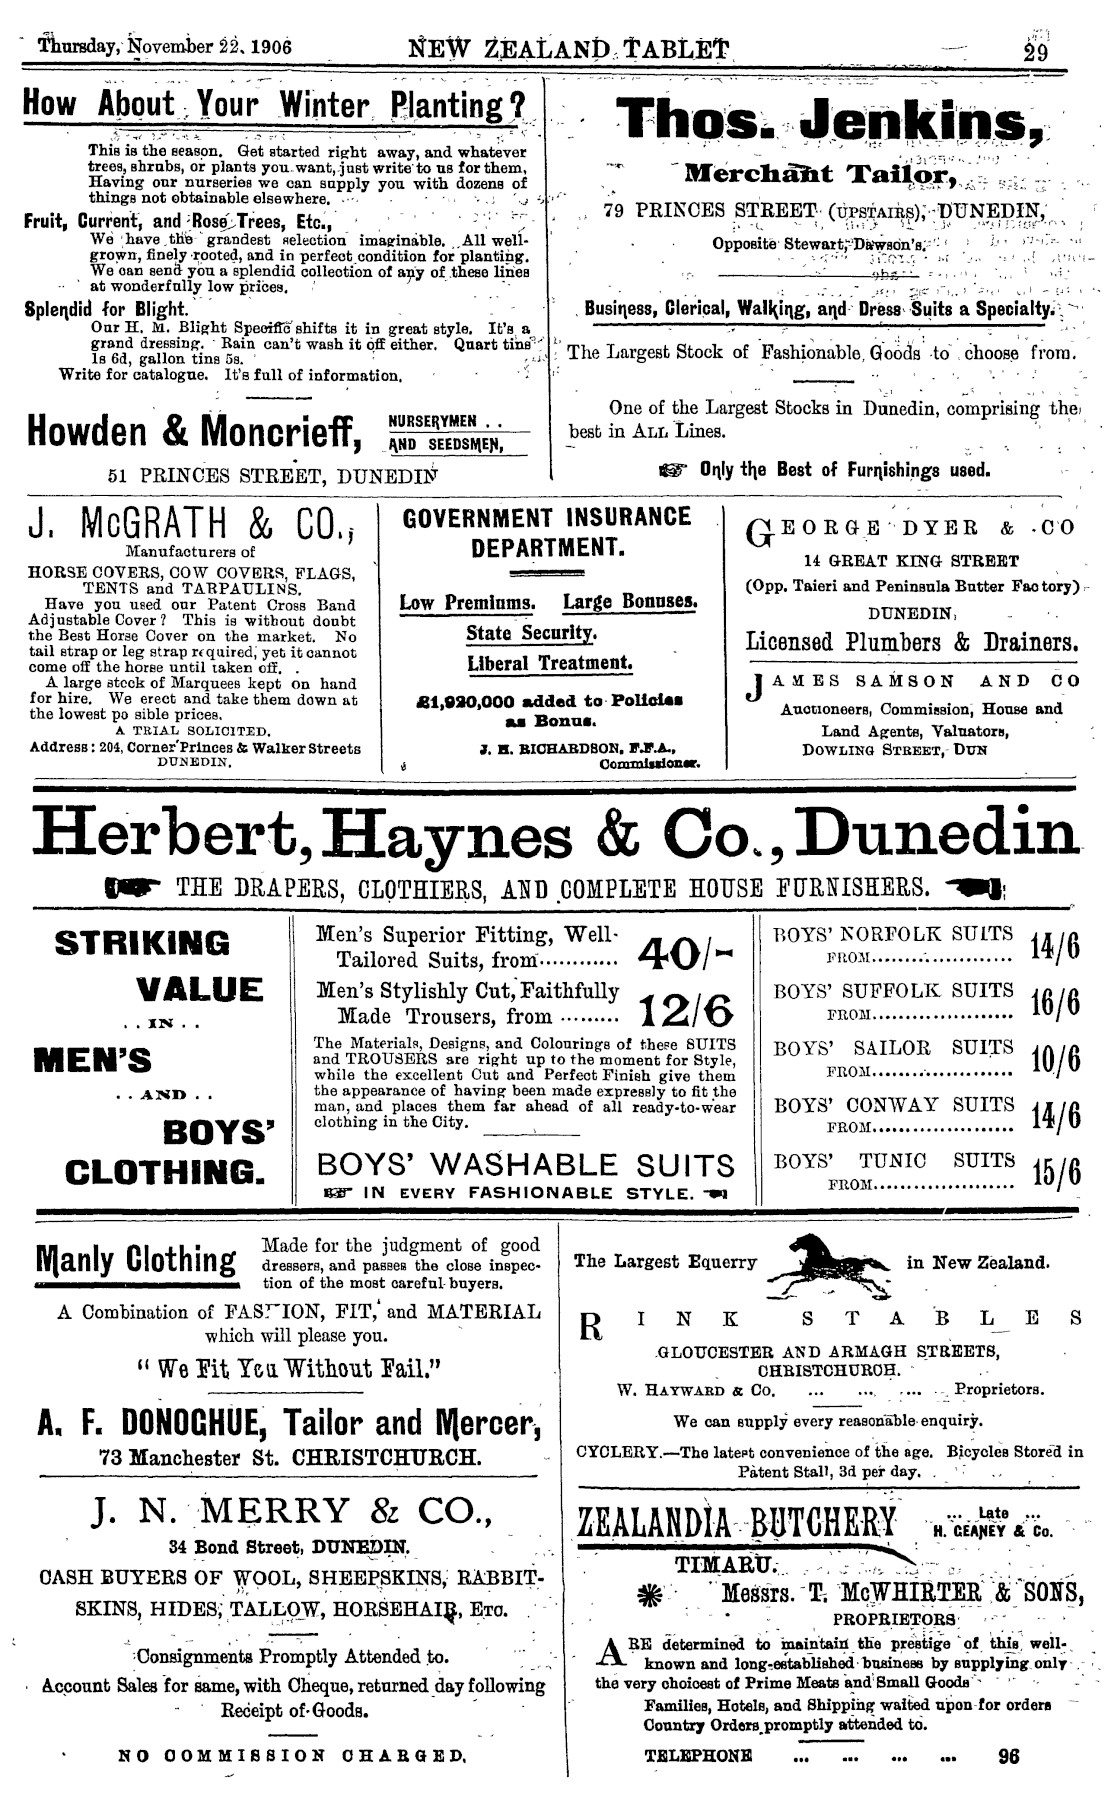 Thursday, November 22, 1906
NEW ZEALAND TABLET
29
How About Your Winter Planting?
This is the season. Get started right away, and whatever
trees, shrubs, or plants you want, just write to us for them,
Having our nurseries we can supply you with dozens of
things not obtainable elsewhere.
Fruit, Current, and Rose Trees, Etc.,
We have the grandest selection imaginable. All well-
grown, finely rooted, and in perfect condition for planting.
We can send you a splendid collection of any of these lines
at wonderfully low prices.
Splendid for Blight.
Our H. M. Blight Specific shifts it in great style. It's a
grand dressing. Rain can't wash it off either. Quart tins
1s 6d, gallon tins 5s.
Write for catalogue. It's full of information.
Howden & Moncrieff,
NURSERYMEN . .
AND SEEDSMEN,
51 PRINCES STREET, DUNEDIN
Thos. Jenkins,
Merchant Tailor,
79 PRINCES STREET (UPSTAIRS), DUNEDIN,
Opposite Stewart, Dawson's.
Business, Clerical, Walking, and Dress Suits a Specialty.
The Largest Stock of Fashionable Goods to choose from.
One of the Largest Stocks in Dunedin, comprising the
best in ALL Lines.
Only the Best of Furnishings used.
J. McGRATH & CO.,
Manufacturers of
HORSE COVERS, COW COVERS, FLAGS,
TENTS and TARPAULINS.
Have you used our Patent Cross Band
Adjustable Cover? This is without doubt
the Best Horse Cover on the market. No
tail strap or leg strap required, yet it cannot
come off the horse until taken off.
A large stock of Marquees kept on hand
for hire. We erect and take them down at
the lowest po sible prices.
A TRIAL SOLICITED.
Address: 204, Corner Princes & Walker Streets
DUNEDIN.
GOVERNMENT INSURANCE
DEPARTMENT.
Low Premiums. Large Bonuses.
State Security.
Liberal Treatment.
£1,920,000 added to Policies
as Bonus.
J. H. RICHARDSON, F.F.A.,
Commissioner.
GEORGE DYER & CO
14 GREAT KING STREET
(Opp. Taieri and Peninsula Butter Factory)
DUNEDIN,
Licensed Plumbers & Drainers.
JAMES SAMSON AND CO
Auctioneers, Commission, House and
Land Agents, Valuators,
DOWLING STREET, DUN
Herbert, Haynes & Co., Dunedin
THE DRAPERS, CLOTHIERS, AND COMPLETE HOUSE FURNISHERS.
STRIKING
VALUE
. . IN . .
MEN'S
. . AND . .
BOYS'
CLOTHING.
Men's Superior Fitting, Well-
Tailored Suits, from............ 40/-
Men's Stylishly Cut, Faithfully
Made Trousers, from ......... 12/6
The Materials, Designs, and Colourings of these SUITS
and TROUSERS are right up to the moment for Style,
while the excellent Cut and Perfect Finish give them
the appearance of having been made expressly to fit the
man, and places them far ahead of all ready-to-wear
clothing in the City.
BOYS' WASHABLE SUITS
IN EVERY FASHIONABLE STYLE.
BOYS' NORFOLK SUITS
FROM........................ 14/6
BOYS' SUFFOLK SUITS
FROM........................ 16/6
BOYS' SAILOR SUITS
FROM........................ 10/6
BOYS' CONWAY SUITS
FROM........................ 14/6
BOYS' TUNIC SUITS
FROM........................ 15/6
Manly Clothing
Made for the judgment of good
dressers, and passes the close inspec-
tion of the most careful buyers.
A Combination of FAS ION, FIT, and MATERIAL
which will please you.
"We Fit You Without Fail."
A. F. DONOGHUE, Tailor and Mercer,
73 Manchester St. CHRISTCHURCH.
J. N. MERRY & CO.,
34 Bond Street, DUNEDIN.
CASH BUYERS OF WOOL, SHEEPSKINS, RABBIT-
SKINS, HIDES, TALLOW, HORSEHAIR, ETC.
Consignments Promptly Attended to.
Account Sales for same, with Cheque, returned day following
Receipt of Goods.
NO COMMISSION CHARGED.
The Largest Equerry in New Zealand.
RINK STABLES
GLOUCESTER AND ARMAGH STREETS,
CHRISTCHURCH.
W. HAYWARD & Co. ... ... ... Proprietors.
We can supply every reasonable enquiry.
CYCLERY.—The latest convenience of the age. Bicycles Stored in
Patent Stall, 3d per day.
ZEALANDIA BUTCHERY
... Late ...
H. GEANEY & Co.
TIMARU.
Messrs. T. McWHIRTER & SONS,
PROPRIETORS
ARE determined to maintain the prestige of this well-
known and long-established business by supplying only
the very choicest of Prime Meats and Small Goods
Families, Hotels, and Shipping waited upon for orders
Country Orders promptly attended to.
TELEPHONE ... ... ... ... 96